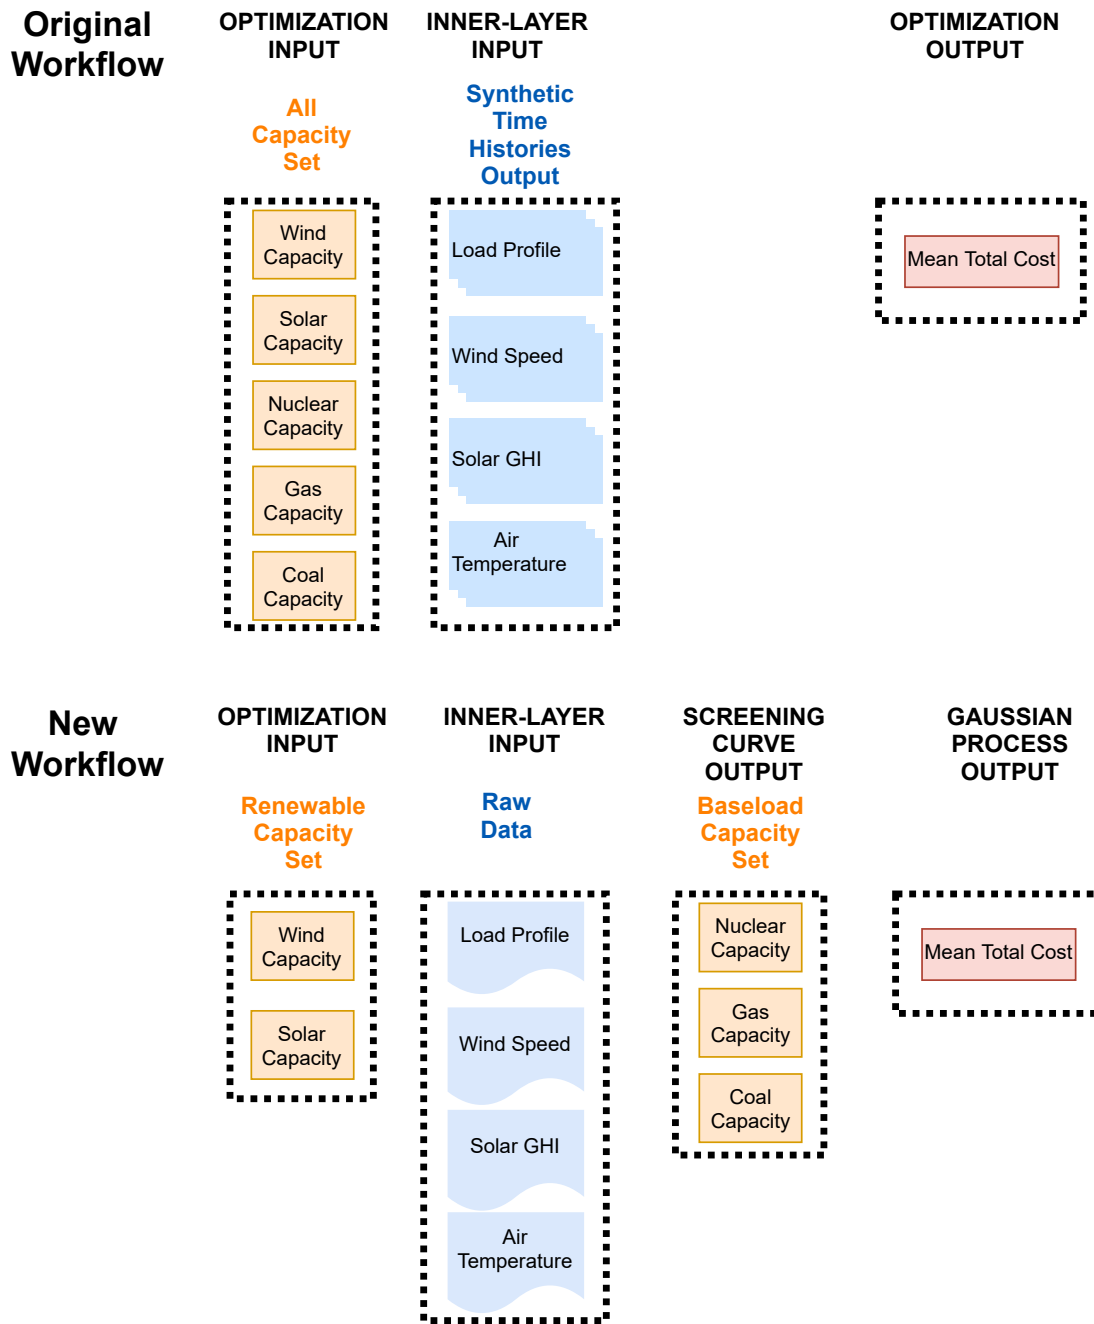 Original
Workflow
OPTIMIZATION
INPUT
INNER-LAYER
INPUT
OPTIMIZATION
OUTPUT
All
Capacity
Set
Synthetic
Time
Histories
Output
Wind
Capacity
Solar
Capacity
Nuclear
Capacity
Gas
Capacity
Coal
Capacity
Load Profile
Wind Speed
Solar GHI
Air
Temperature
Mean Total Cost
New
Workflow
OPTIMIZATION
INPUT
INNER-LAYER
INPUT
SCREENING
CURVE
OUTPUT
GAUSSIAN
PROCESS
OUTPUT
Renewable
Capacity
Set
Raw
Data
Baseload
Capacity
Set
Wind
Capacity
Solar
Capacity
Load Profile
Wind Speed
Solar GHI
Air
Temperature
Nuclear
Capacity
Gas
Capacity
Coal
Capacity
Mean Total Cost